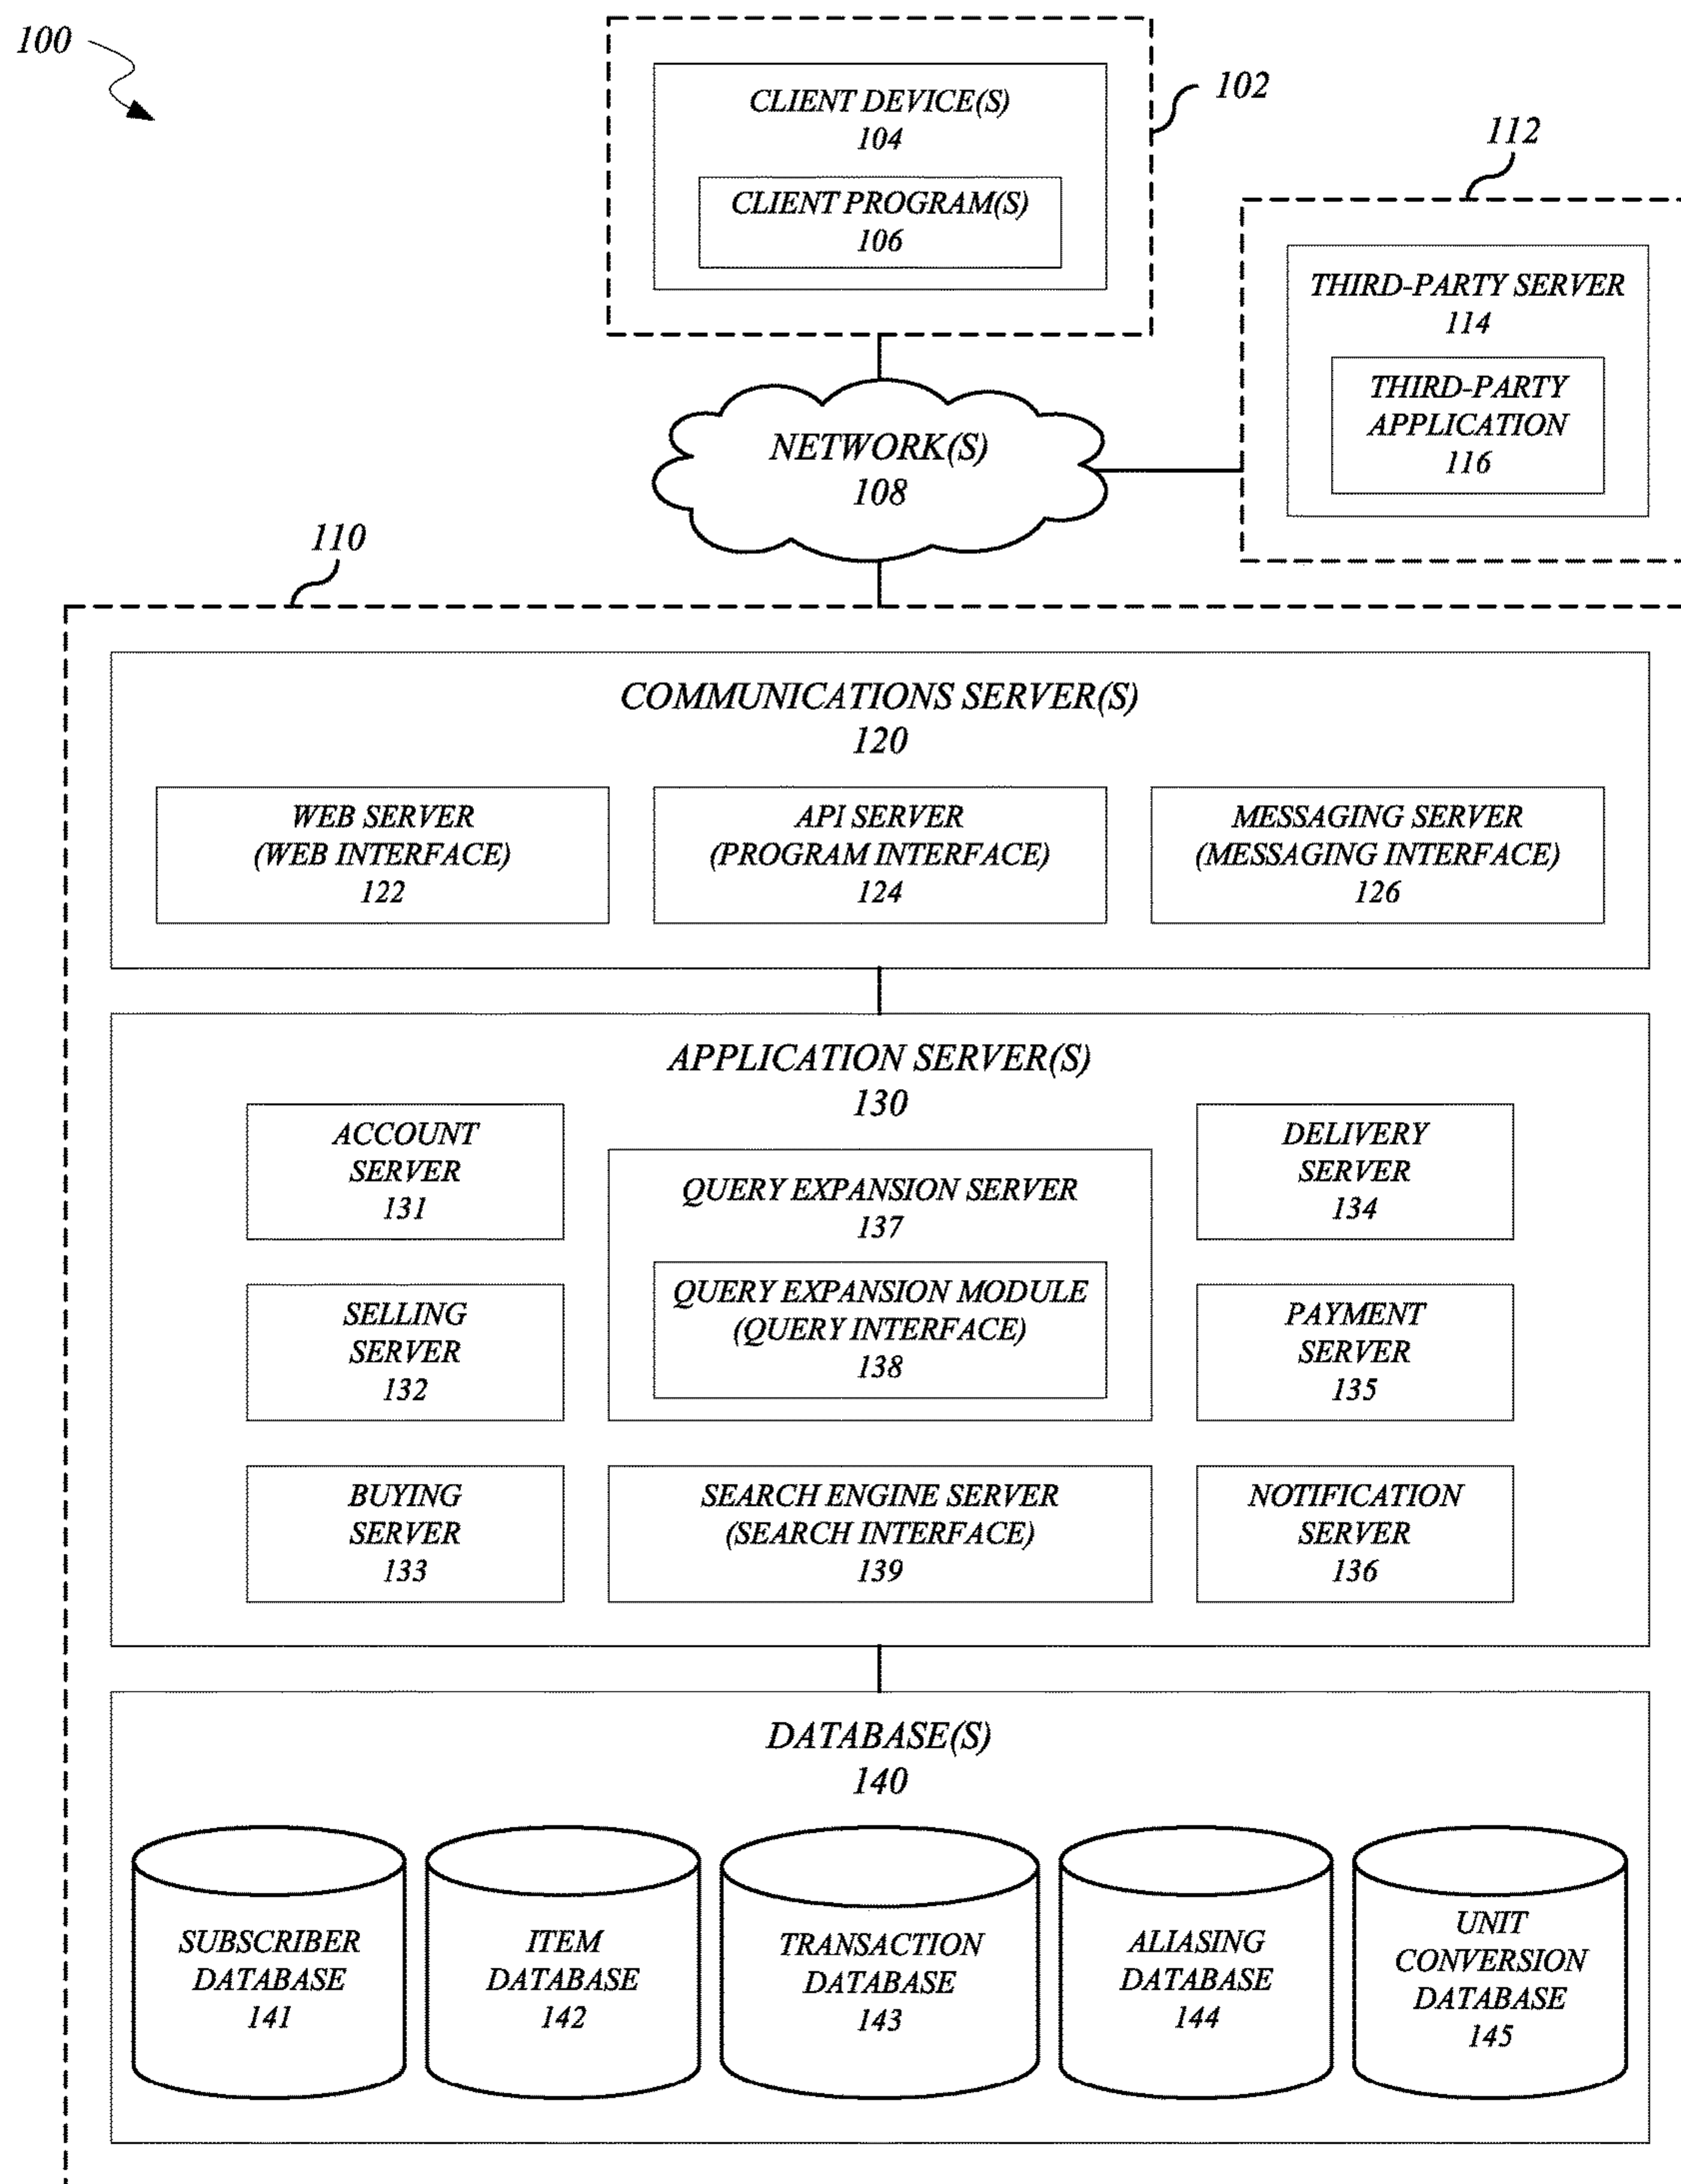 100
102
CLIENT DEVICE(S)
104
CLIENT PROGRAM(S)
106
112
THIRD-PARTY SERVER
114
THIRD-PARTY
APPLICATION
116
NETWORK(S)
108
110
COMMUNICATIONS SERVER(S)
120
WEB SERVER
(WEB INTERFACE)
122
API SERVER
(PROGRAM INTERFACE)
124
MESSAGING SERVER
(MESSAGING INTERFACE)
126
APPLICATION SERVER(S)
130
ACCOUNT
SERVER
131
SELLING
SERVER
132
BUYING
SERVER
133
QUERY EXPANSION SERVER
137
QUERY EXPANSION MODULE
(QUERY INTERFACE)
138
SEARCH ENGINE SERVER
(SEARCH INTERFACE)
139
DELIVERY
SERVER
134
PAYMENT
SERVER
135
NOTIFICATION
SERVER
136
DATABASE(S)
140
SUBSCRIBER
DATABASE
141
ITEM
DATABASE
142
TRANSACTION
DATABASE
143
ALIASING
DATABASE
144
UNIT
CONVERSION
DATABASE
145